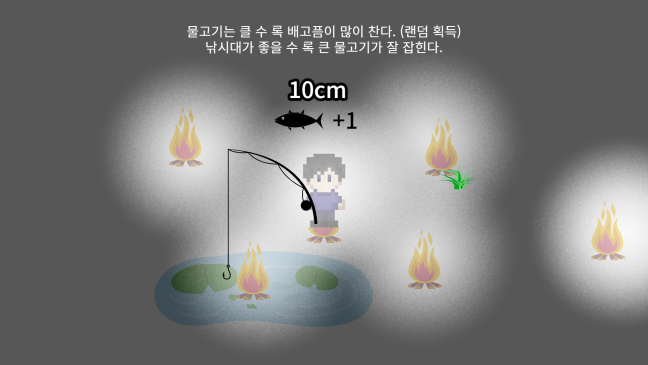 물고기는 클 수 록 배고픔이 많이 찬다. (랜덤 획득)
낚시대가 좋을 수 록 큰 물고기가 잘 잡힌다.
10cm
+1